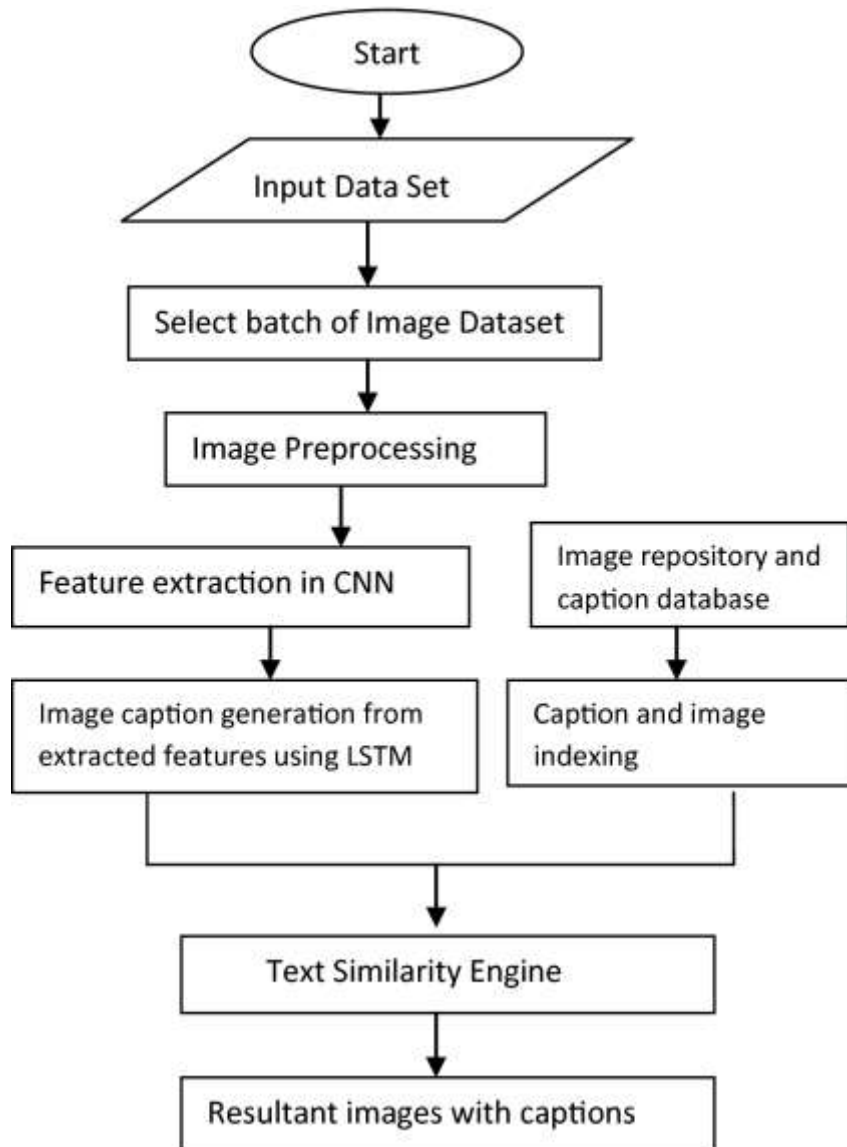 Start
Input Data Set
Select batch of Image Dataset
Image Preprocessing
Feature extraction in CNN
Image repository and
caption database
Image caption generation from
extracted features using LSTM
Caption and image
indexing
Text Similarity Engine
Resultant images with captions